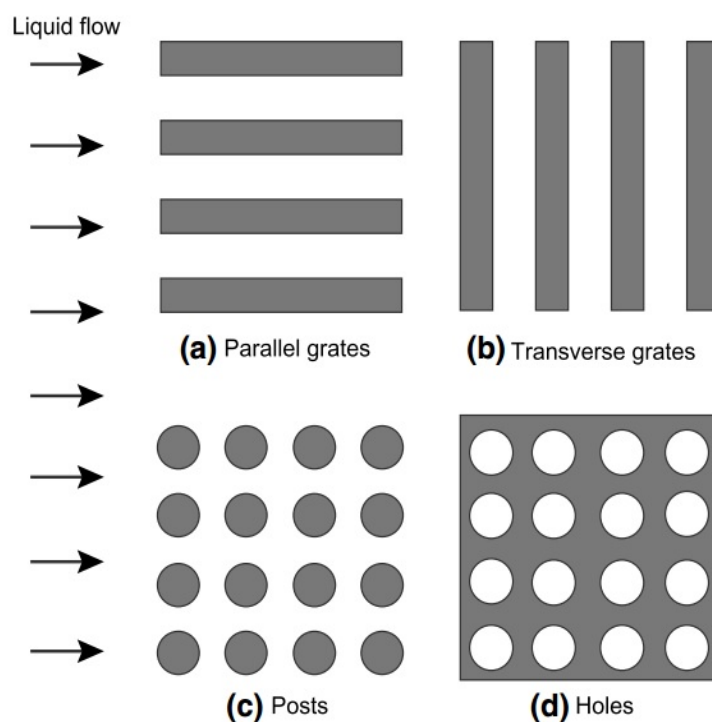 Liquid flow
(a) Parallel grates
(b) Transverse grates
(c) Posts
(d) Holes